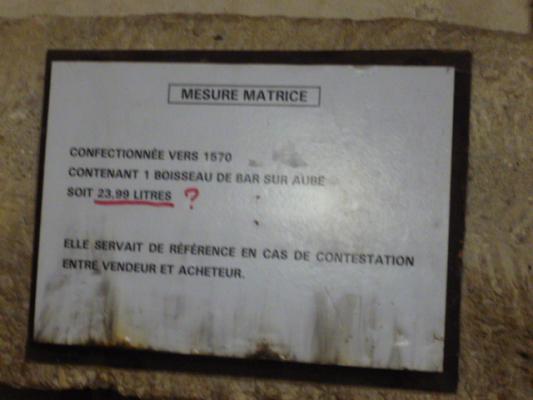 MESURE MATRICE
CONFECTIONNÉE VERS 1570
CONTENANT 1 BOISSEAU DE BAR SUR AUBE
SOIT 23,99 LITRES ?
ELLE SERVAIT DE RÉFÉRENCE EN CAS DE CONTESTATION
ENTRE VENDEUR ET ACHETEUR.